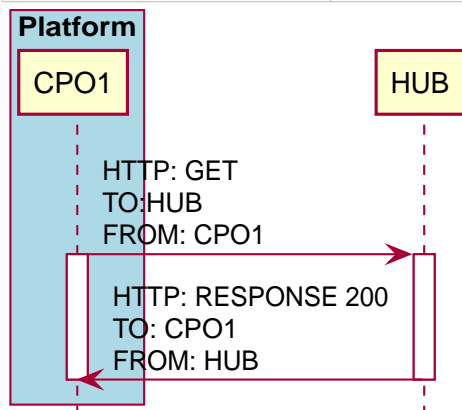 Platform
CPO1
HUB
HTTP: GET
TO:HUB
FROM: CPO1
HTTP: RESPONSE 200
TO: CPO1
FROM: HUB